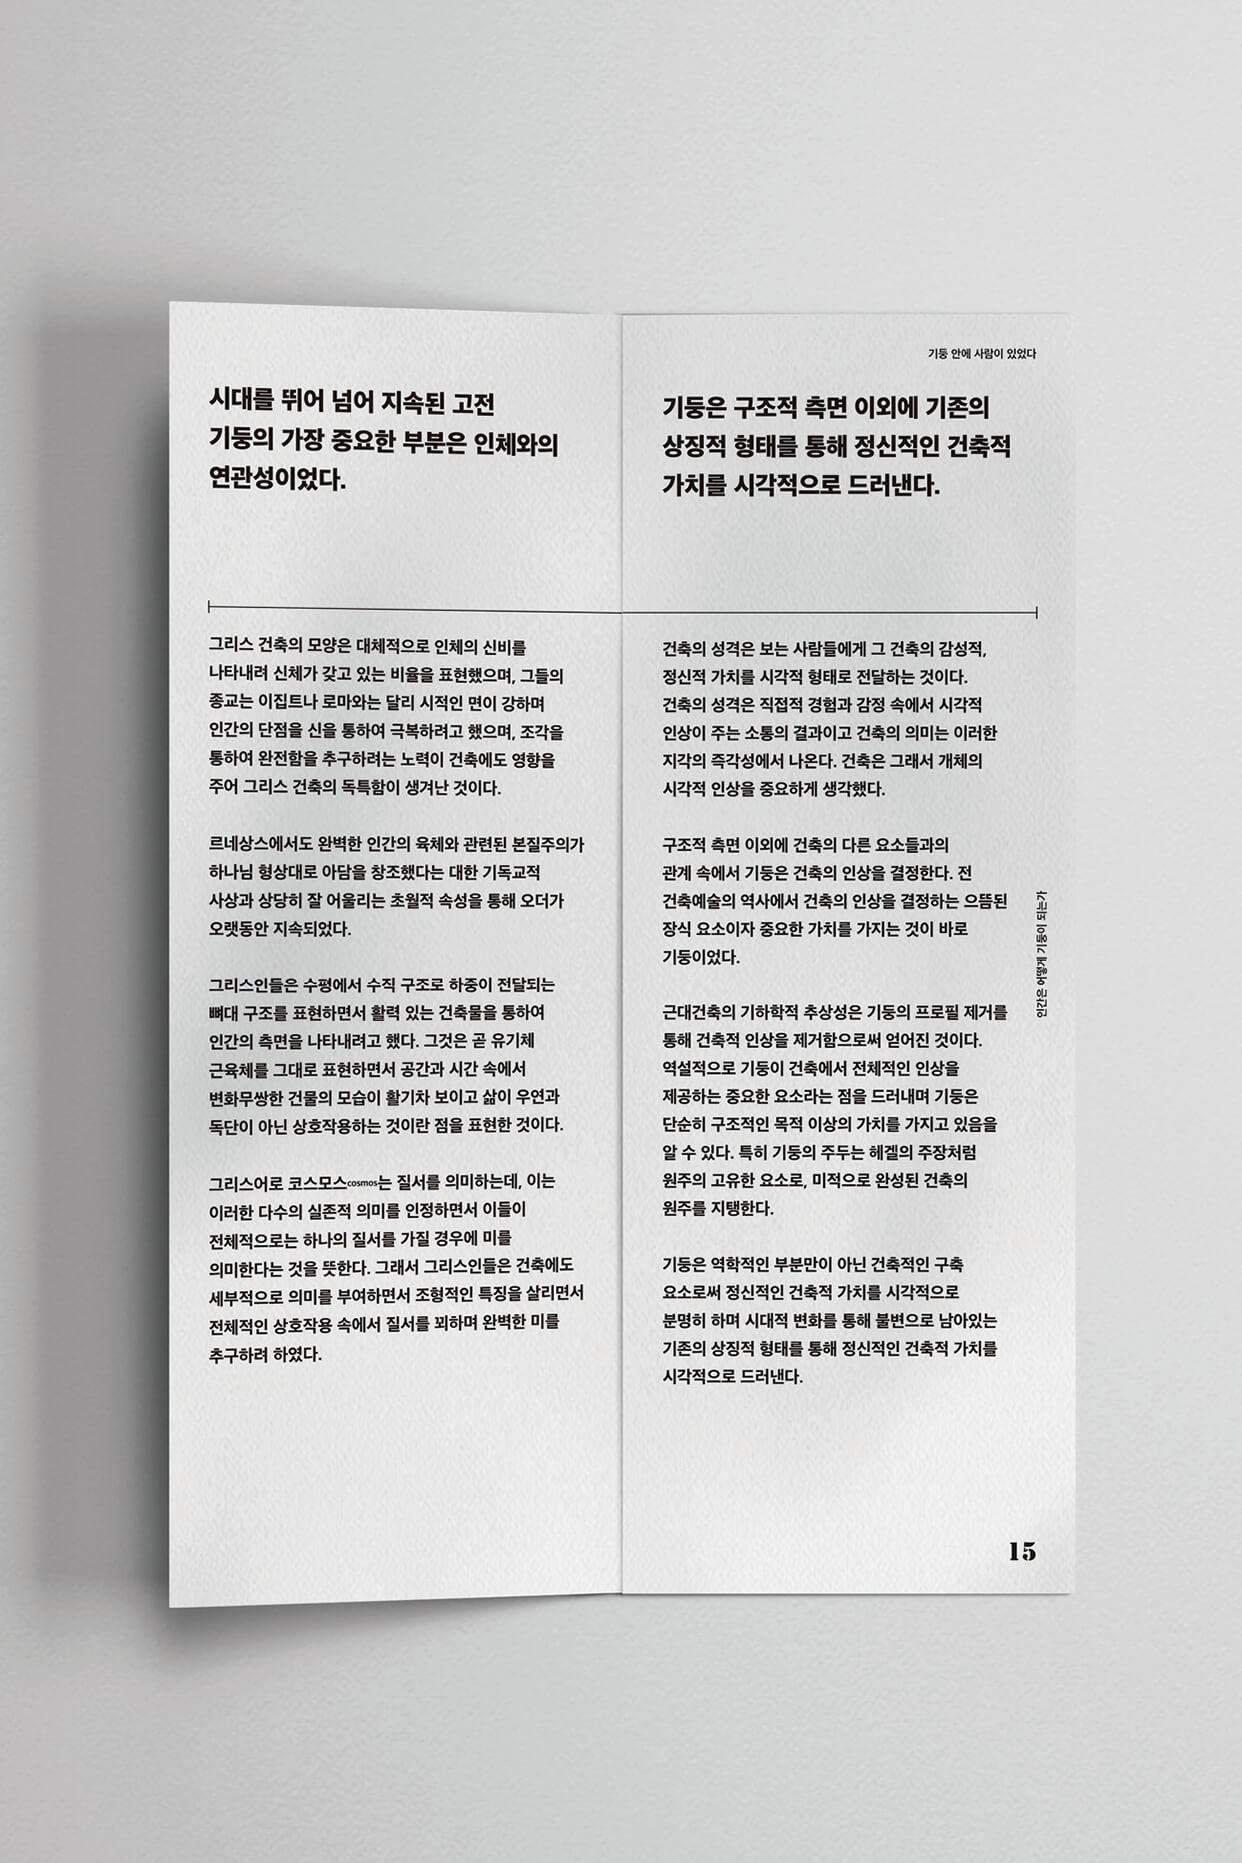 시대를 뛰어 넘어 지속된 고전
기둥의 가장 중요한 부분은 인체와의
연관성이었다.
그리스 건축의 모양은 대체적으로 인체의 신비를
나타내려 신체가 갖고 있는 비율을 표현했으며, 그들의
종교는 이집트나 로마와는 달리 시적인 면이 강하며
인간의 단점을 신을 통하여 극복하려고 했으며, 조각을
통하여 완전함을 추구하려는 노력이 건축에도 영향을
주어 그리스 건축의 독특함이 생겨난 것이다.
르네상스에서도 완벽한 인간의 육체와 관련된 본질주의가
하나님 형상대로 아담을 창조했다는 대한 기독교적
사상과 상당히 잘 어울리는 초월적 속성을 통해 오더가
오랫동안 지속되었다.
그리스인들은 수평에서 수직 구조로 하중이 전달되는
뼈대 구조를 표현하면서 활력 있는 건축물을 통하여
인간의 측면을 나타내려고 했다. 그것은 곧 유기체
근육체를 그대로 표현하면서 공간과 시간 속에서
변화무쌍한 건물의 모습이 활기차 보이고 삶이 우연과
독단이 아닌 상호작용하는 것이란 점을 표현한 것이다.
그리스어로 코스모스cosmos는 질서를 의미하는데, 이는
이러한 다수의 실존적 의미를 인정하면서 이들이
전체적으로는 하나의 질서를 가질 경우에 미를
의미한다는 것을 뜻한다. 그래서 그리스인들은 건축에도
세부적으로 의미를 부여하면서 조형적인 특징을 살리면서
전체적인 상호작용 속에서 질서를 꾀하며 완벽한 미를
추구하려 하였다.
기둥 안에 사람이 있었다
기둥은 구조적 측면 이외에 기존의
상징적 형태를 통해 정신적인 건축적
가치를 시각적으로 드러낸다.
건축의 성격은 보는 사람들에게 그 건축의 감성적,
정신적 가치를 시각적 형태로 전달하는 것이다.
건축의 성격은 직접적 경험과 감정 속에서 시각적
인상이 주는 소통의 결과이고 건축의 의미는 이러한
지각의 즉각성에서 나온다. 건축은 그래서 개체의
시각적 인상을 중요하게 생각했다.
구조적 측면 이외에 건축의 다른 요소들과의
관계 속에서 기둥은 건축의 인상을 결정한다. 전
건축예술의 역사에서 건축의 인상을 결정하는 으뜸된
장식 요소이자 중요한 가치를 가지는 것이 바로
기둥이었다.
근대건축의 기하학적 추상성은 기둥의 프로필 제거를
통해 건축적 인상을 제거함으로써 얻어진 것이다.
역설적으로 기둥이 건축에서 전체적인 인상을
제공하는 중요한 요소라는 점을 드러내며 기둥은
단순히 구조적인 목적 이상의 가치를 가지고 있음을
알 수 있다. 특히 기둥의 주두는 헤겔의 주장처럼
원주의 고유한 요소로, 미적으로 완성된 건축의
원주를 지탱한다.
기둥은 역학적인 부분만이 아닌 건축적인 구축
요소로써 정신적인 건축적 가치를 시각적으로
분명히 하며 시대적 변화를 통해 불변으로 남아있는
기존의 상징적 형태를 통해 정신적인 건축적 가치를
시각적으로 드러낸다.
인간은 어떻게 기둥이 되는가
15